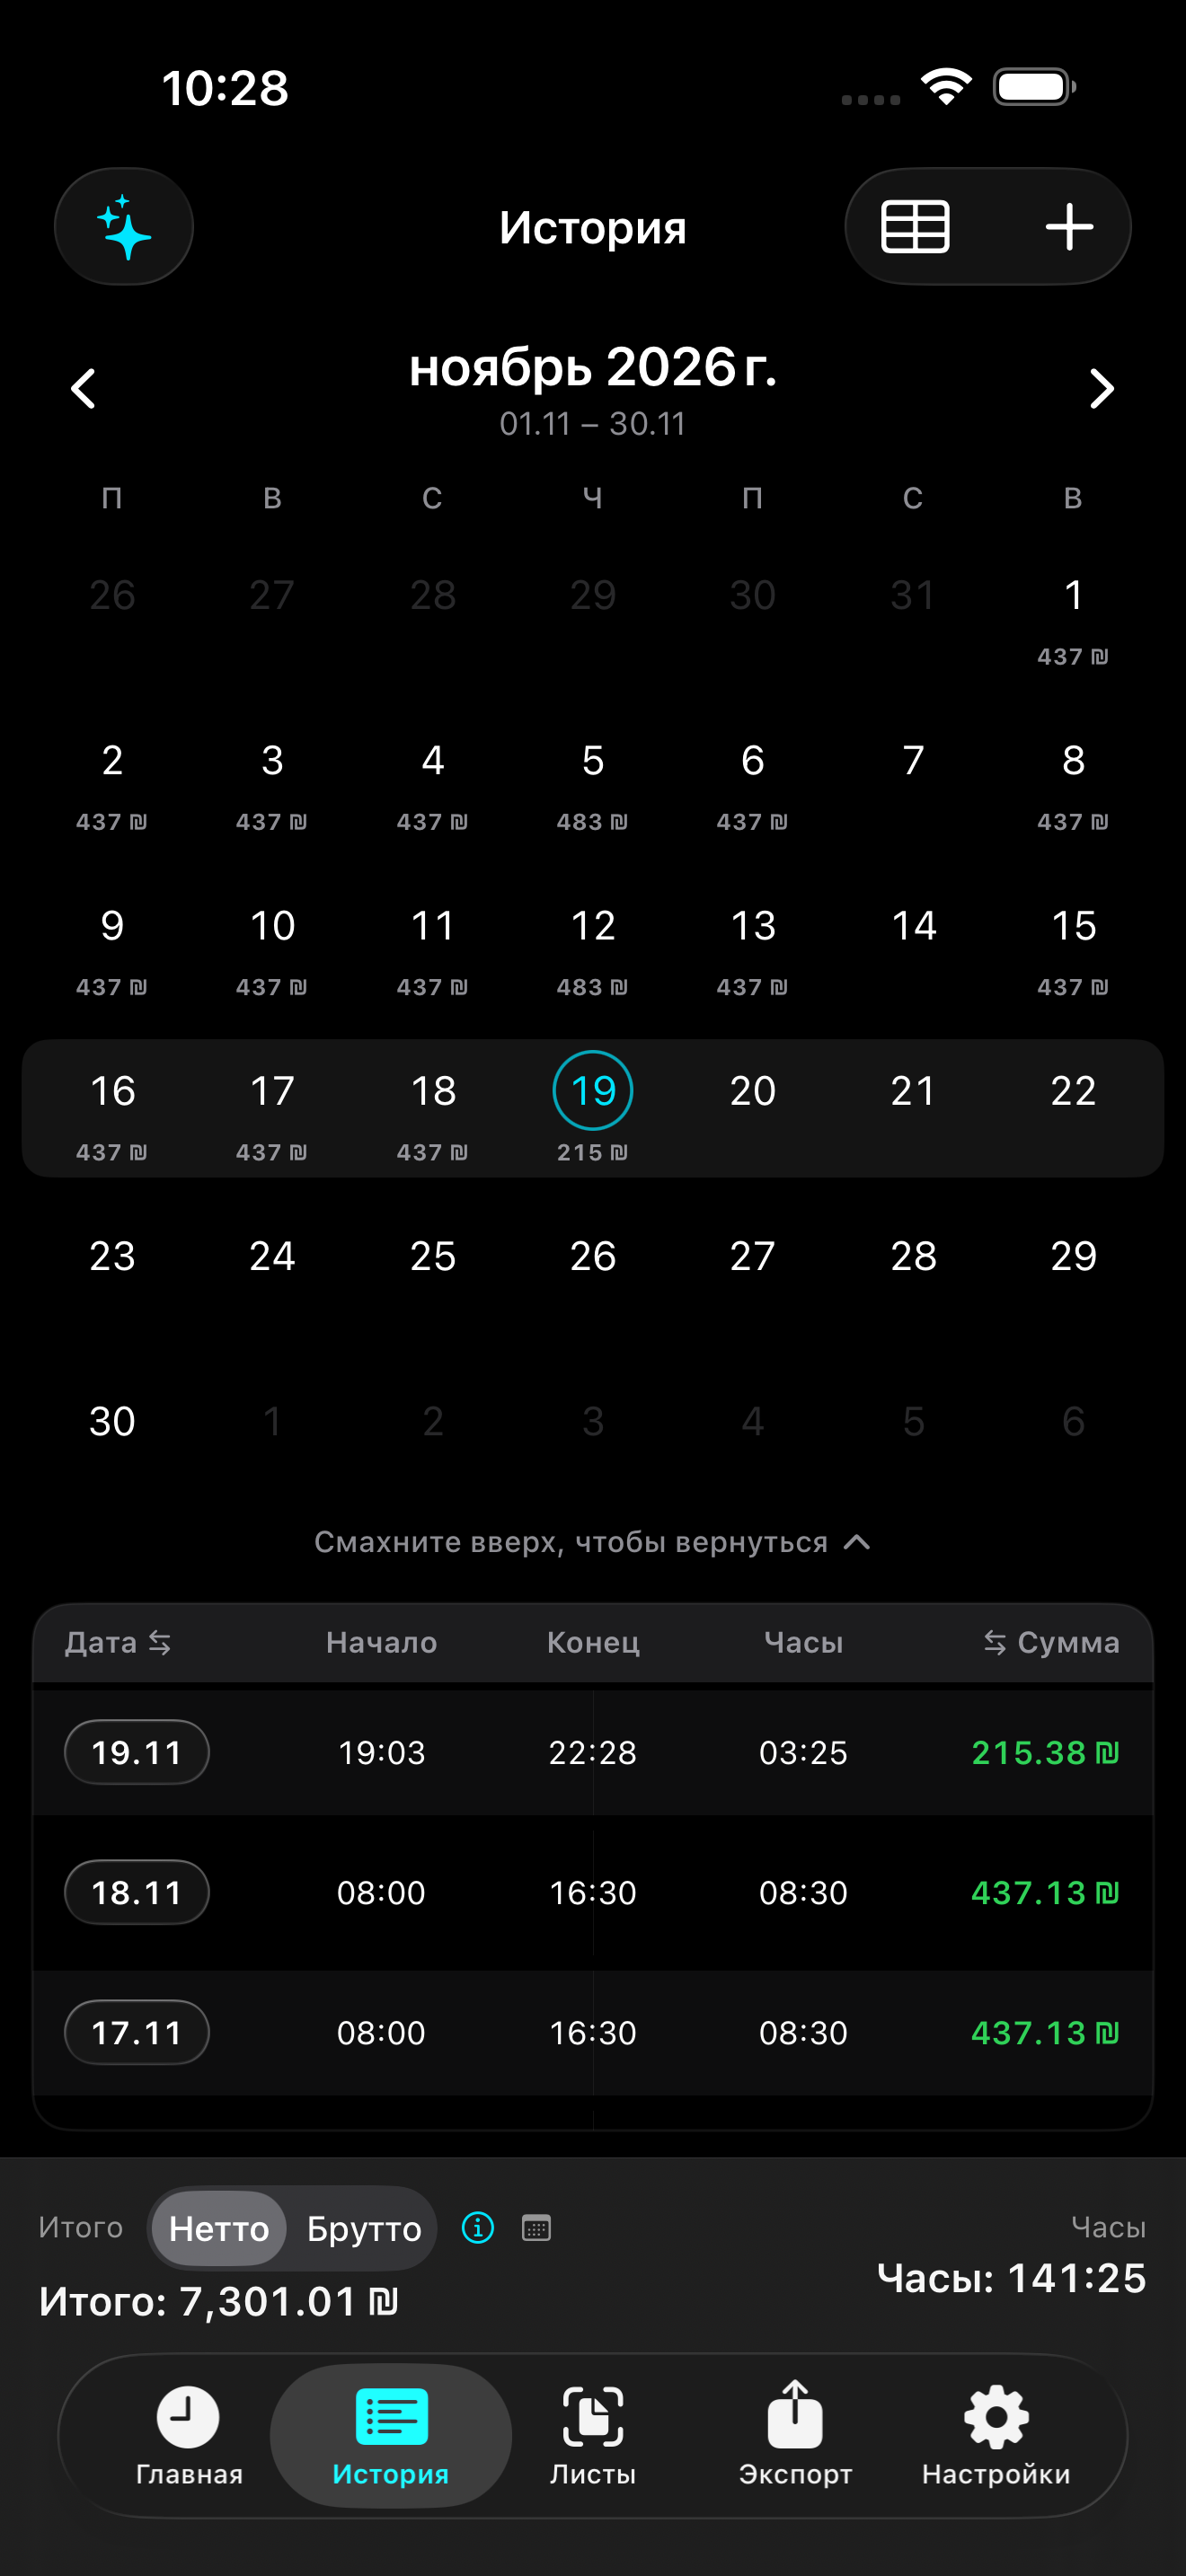 10:28
История
ноябрь 2026 г.
01.11 – 30.11
П В С Ч П С В
26 27 28 29 30 31 1
437 ₪
2 3 4 5 6 7 8
437 ₪ 437 ₪ 437 ₪ 483 ₪ 437 ₪ 437 ₪
9 10 11 12 13 14 15
437 ₪ 437 ₪ 437 ₪ 483 ₪ 437 ₪ 437 ₪
16 17 18 19 20 21 22
437 ₪ 437 ₪ 437 ₪ 215 ₪
23 24 25 26 27 28 29
30 1 2 3 4 5 6
Смахните вверх, чтобы вернуться
Дата Начало Конец Часы Сумма
19.11 19:03 22:28 03:25 215.38 ₪
18.11 08:00 16:30 08:30 437.13 ₪
17.11 08:00 16:30 08:30 437.13 ₪
Итого Нетто Брутто Часы
Итого: 7,301.01 ₪ Часы: 141:25
Главная История Листы Экспорт Настройки